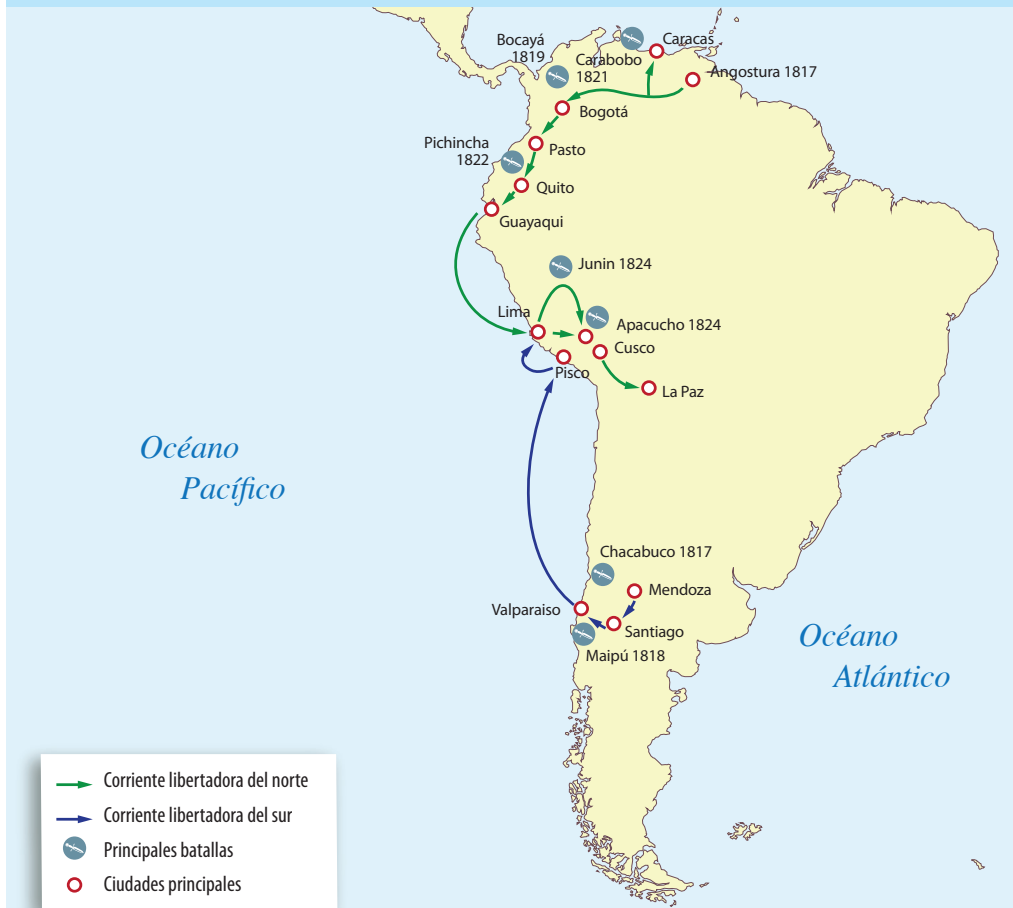 Bocayá
1819
Caracas
Carabobo
1821
Angostura 1817
Bogotá
Pichincha
1822
Pasto
Quito
Guayaqui
Junin 1824
Lima
Apacucho 1824
Cusco
Pisco
La Paz
Océano
Pacífico
Chacabuco 1817
Mendoza
Valparaiso
Santiago
Maipú 1818
Océano
Atlántico
Corriente libertadora del norte
Corriente libertadora del sur
Principales batallas
Ciudades principales